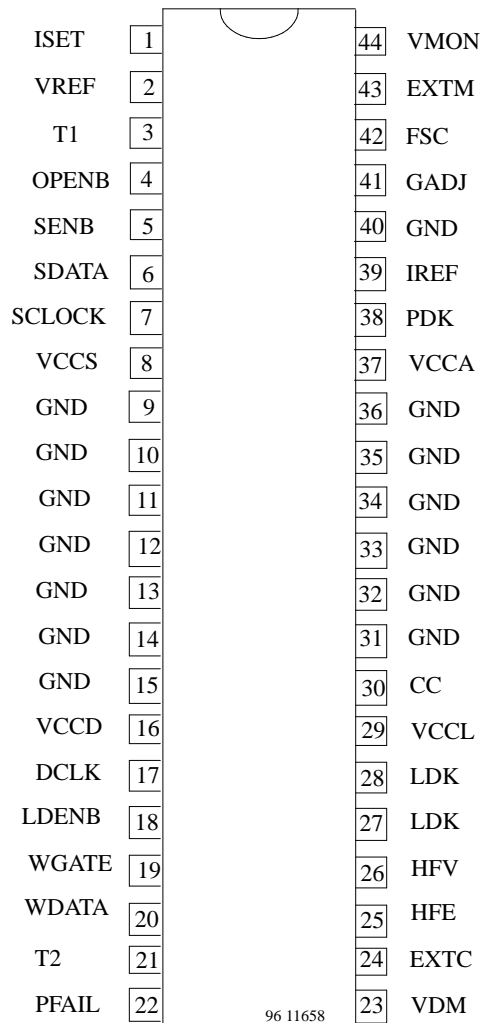 ISET 1 44 VMON
VREF 2 43 EXTM
T1 3 42 FSC
OPENB 4 41 GADJ
SENB 5 40 GND
SDATA 6 39 IREF
SCLOCK 7 38 PDK
VCCS 8 37 VCCA
GND 9 36 GND
GND 10 35 GND
GND 11 34 GND
GND 12 33 GND
GND 13 32 GND
GND 14 31 GND
GND 15 30 CC
VCCD 16 29 VCCL
DCLK 17 28 LDK
LDENB 18 27 LDK
WGATE 19 26 HFV
WDATA 20 25 HFE
T2 21 24 EXTC
PFAIL 22 23 VDM
96 11658